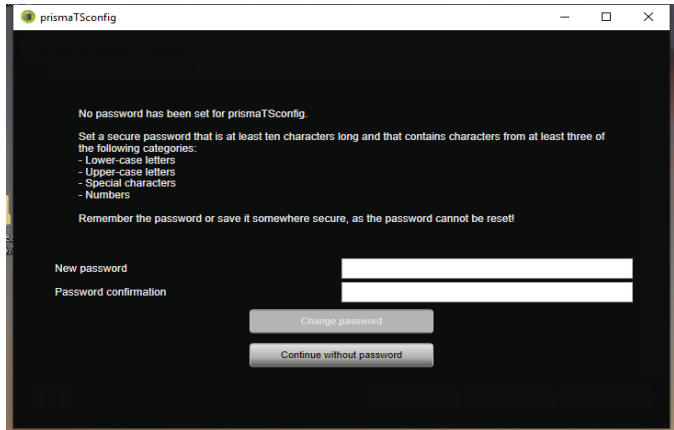 prismaTSconfig
No password has been set for prismaTSconfig.
Set a secure password that is at least ten characters long and that contains characters from at least three of
the following categories:
- Lower-case letters
- Upper-case letters
- Special characters
- Numbers
Remember the password or save it somewhere secure, as the password cannot be reset!
New password
Password confirmation
Change password
Continue without password